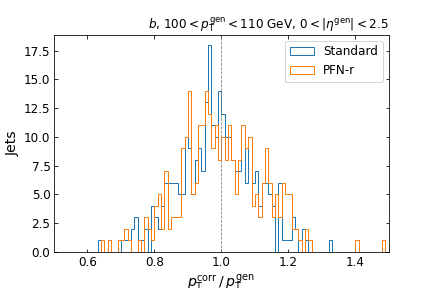 b, 100 < p_T^gen < 110 GeV, 0 < |η^gen| < 2.5
Standard
PFN-r
Jets
17.5
15.0
12.5
10.0
7.5
5.0
2.5
0.0
0.6 0.8 1.0 1.2 1.4
p_T^corr / p_T^gen